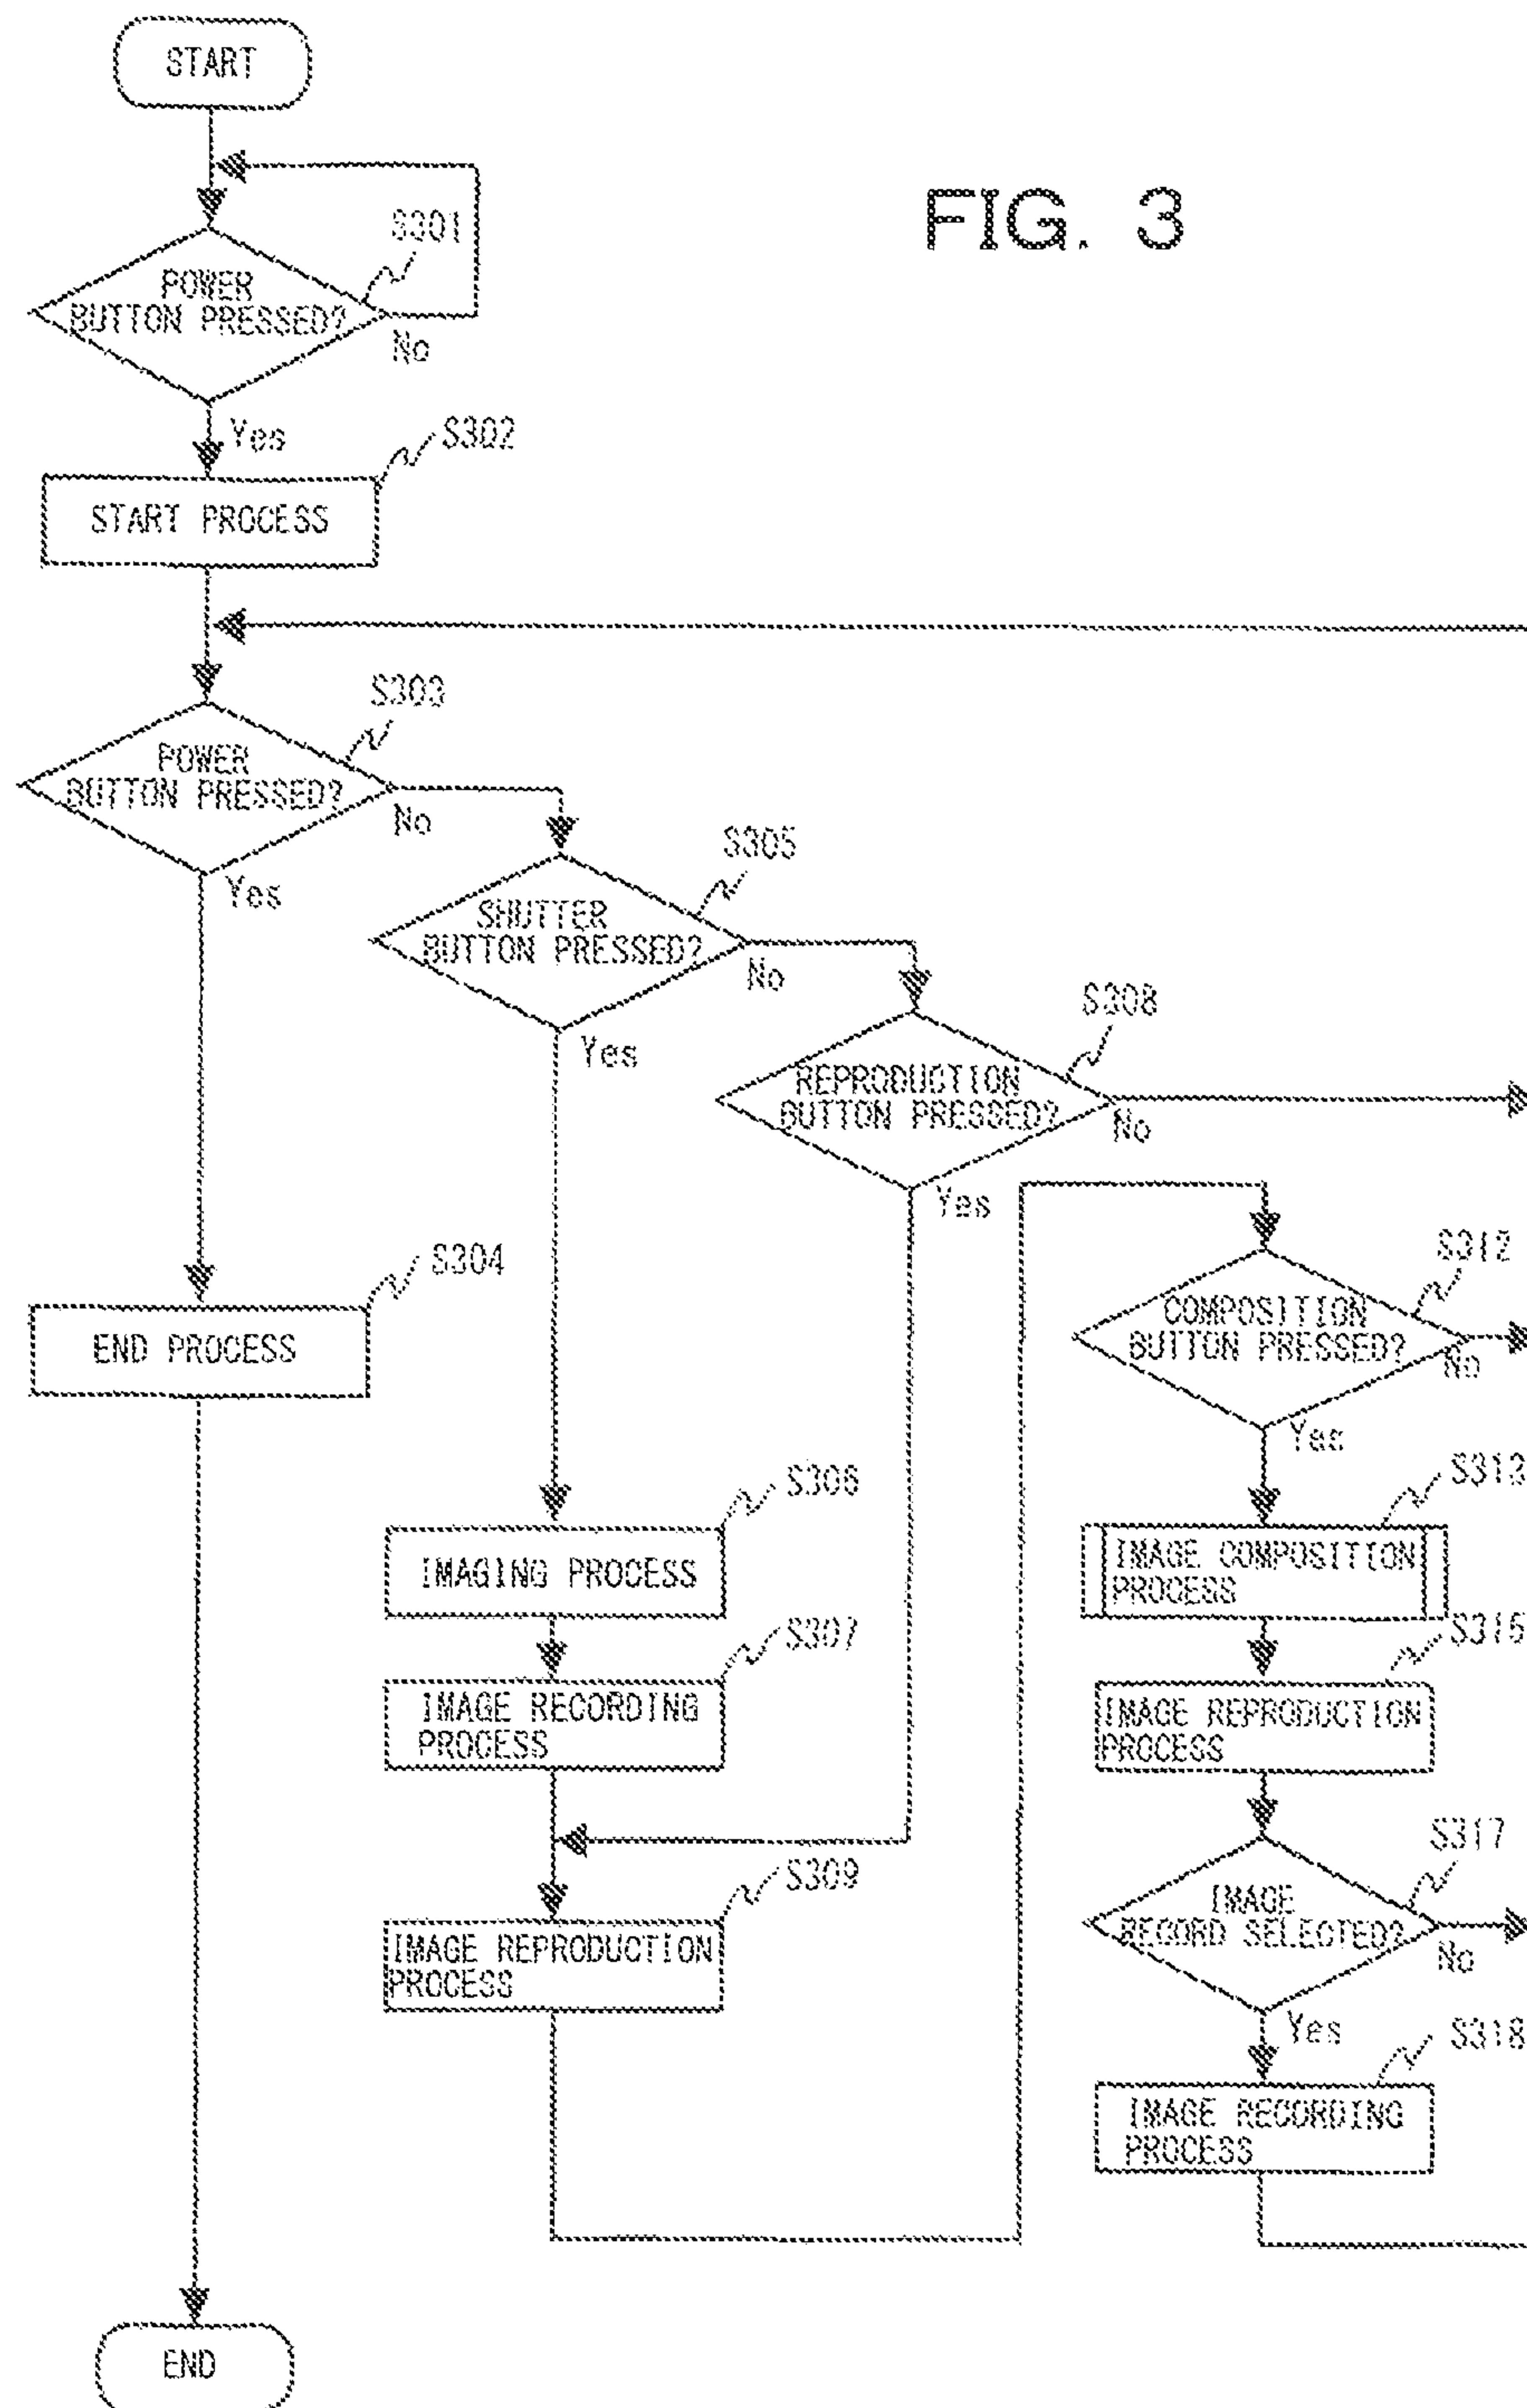 START
FIG. 3
S301
POWER
BUTTON PRESSED?
No
Yes
S302
START PROCESS
S303
POWER
BUTTON PRESSED?
No
Yes
S305
SHUTTER
BUTTON PRESSED?
No
Yes
S308
REPRODUCTION
BUTTON PRESSED?
No
Yes
S304
END PROCESS
S312
COMPOSITION
BUTTON PRESSED?
No
Yes
S306
IMAGING PROCESS
S313
IMAGE COMPOSITION
PROCESS
S307
IMAGE RECORDING
PROCESS
S316
IMAGE REPRODUCTION
PROCESS
S309
IMAGE REPRODUCTION
PROCESS
S317
IMAGE
RECORD SELECTED?
No
Yes
S318
IMAGE RECORDING
PROCESS
END